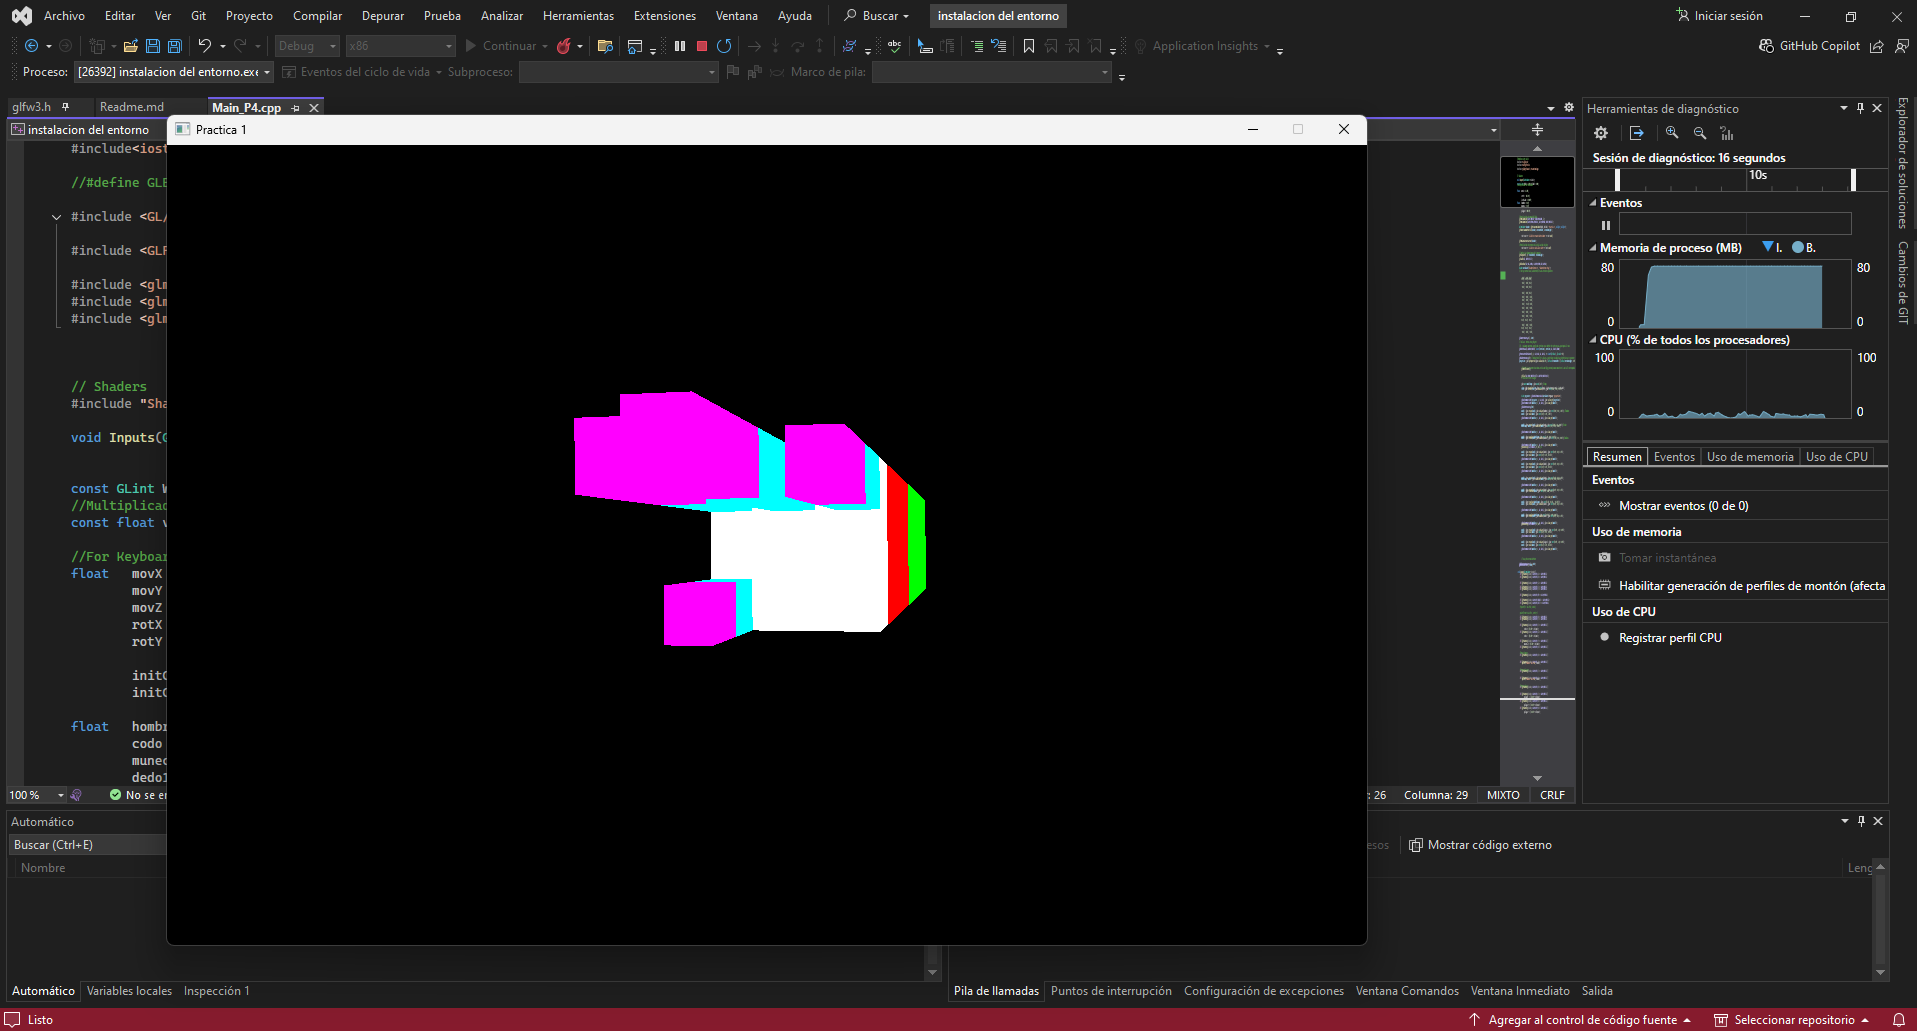 Archivo Editar Ver Git Proyecto Compilar Depurar Prueba Analizar Herramientas Extensiones Ventana Ayuda Buscar instalacion del entorno Iniciar sesión
Debug x86 Continuar Application Insights GitHub Copilot
Proceso: [26392] instalacion del entorno.exe Eventos del ciclo de vida Subproceso: Marco de pila:
glfw3.h Readme.md Main_P4.cpp
instalacion del entorno
Practica 1
#include<iost
//#define GLE
#include <GL/
#include <GLF
#include <glm
#include <glm
#include <glm
// Shaders
#include "Sha
void Inputs(G
const GLint W
//Multiplicad
const float v
//For Keyboar
float movX
movY
movZ
rotX
rotY
initC
initC
float hombr
codo
munec
dedo1
100 % No se en
: 26 Columna: 29 MIXTO CRLF
Herramientas de diagnóstico
Sesión de diagnóstico: 16 segundos
10s
Eventos
Memoria de proceso (MB) I. B.
80 80
0 0
CPU (% de todos los procesadores)
100 100
0 0
Resumen Eventos Uso de memoria Uso de CPU
Eventos
Mostrar eventos (0 de 0)
Uso de memoria
Tomar instantánea
Habilitar generación de perfiles de montón (afecta
Uso de CPU
Registrar perfil CPU
Explorador de soluciones
Cambios de GIT
Automático
Buscar (Ctrl+E)
Nombre
esos Mostrar código externo
Leng
Automático Variables locales Inspección 1
Pila de llamadas Puntos de interrupción Configuración de excepciones Ventana Comandos Ventana Inmediato Salida
Listo Agregar al control de código fuente Seleccionar repositorio